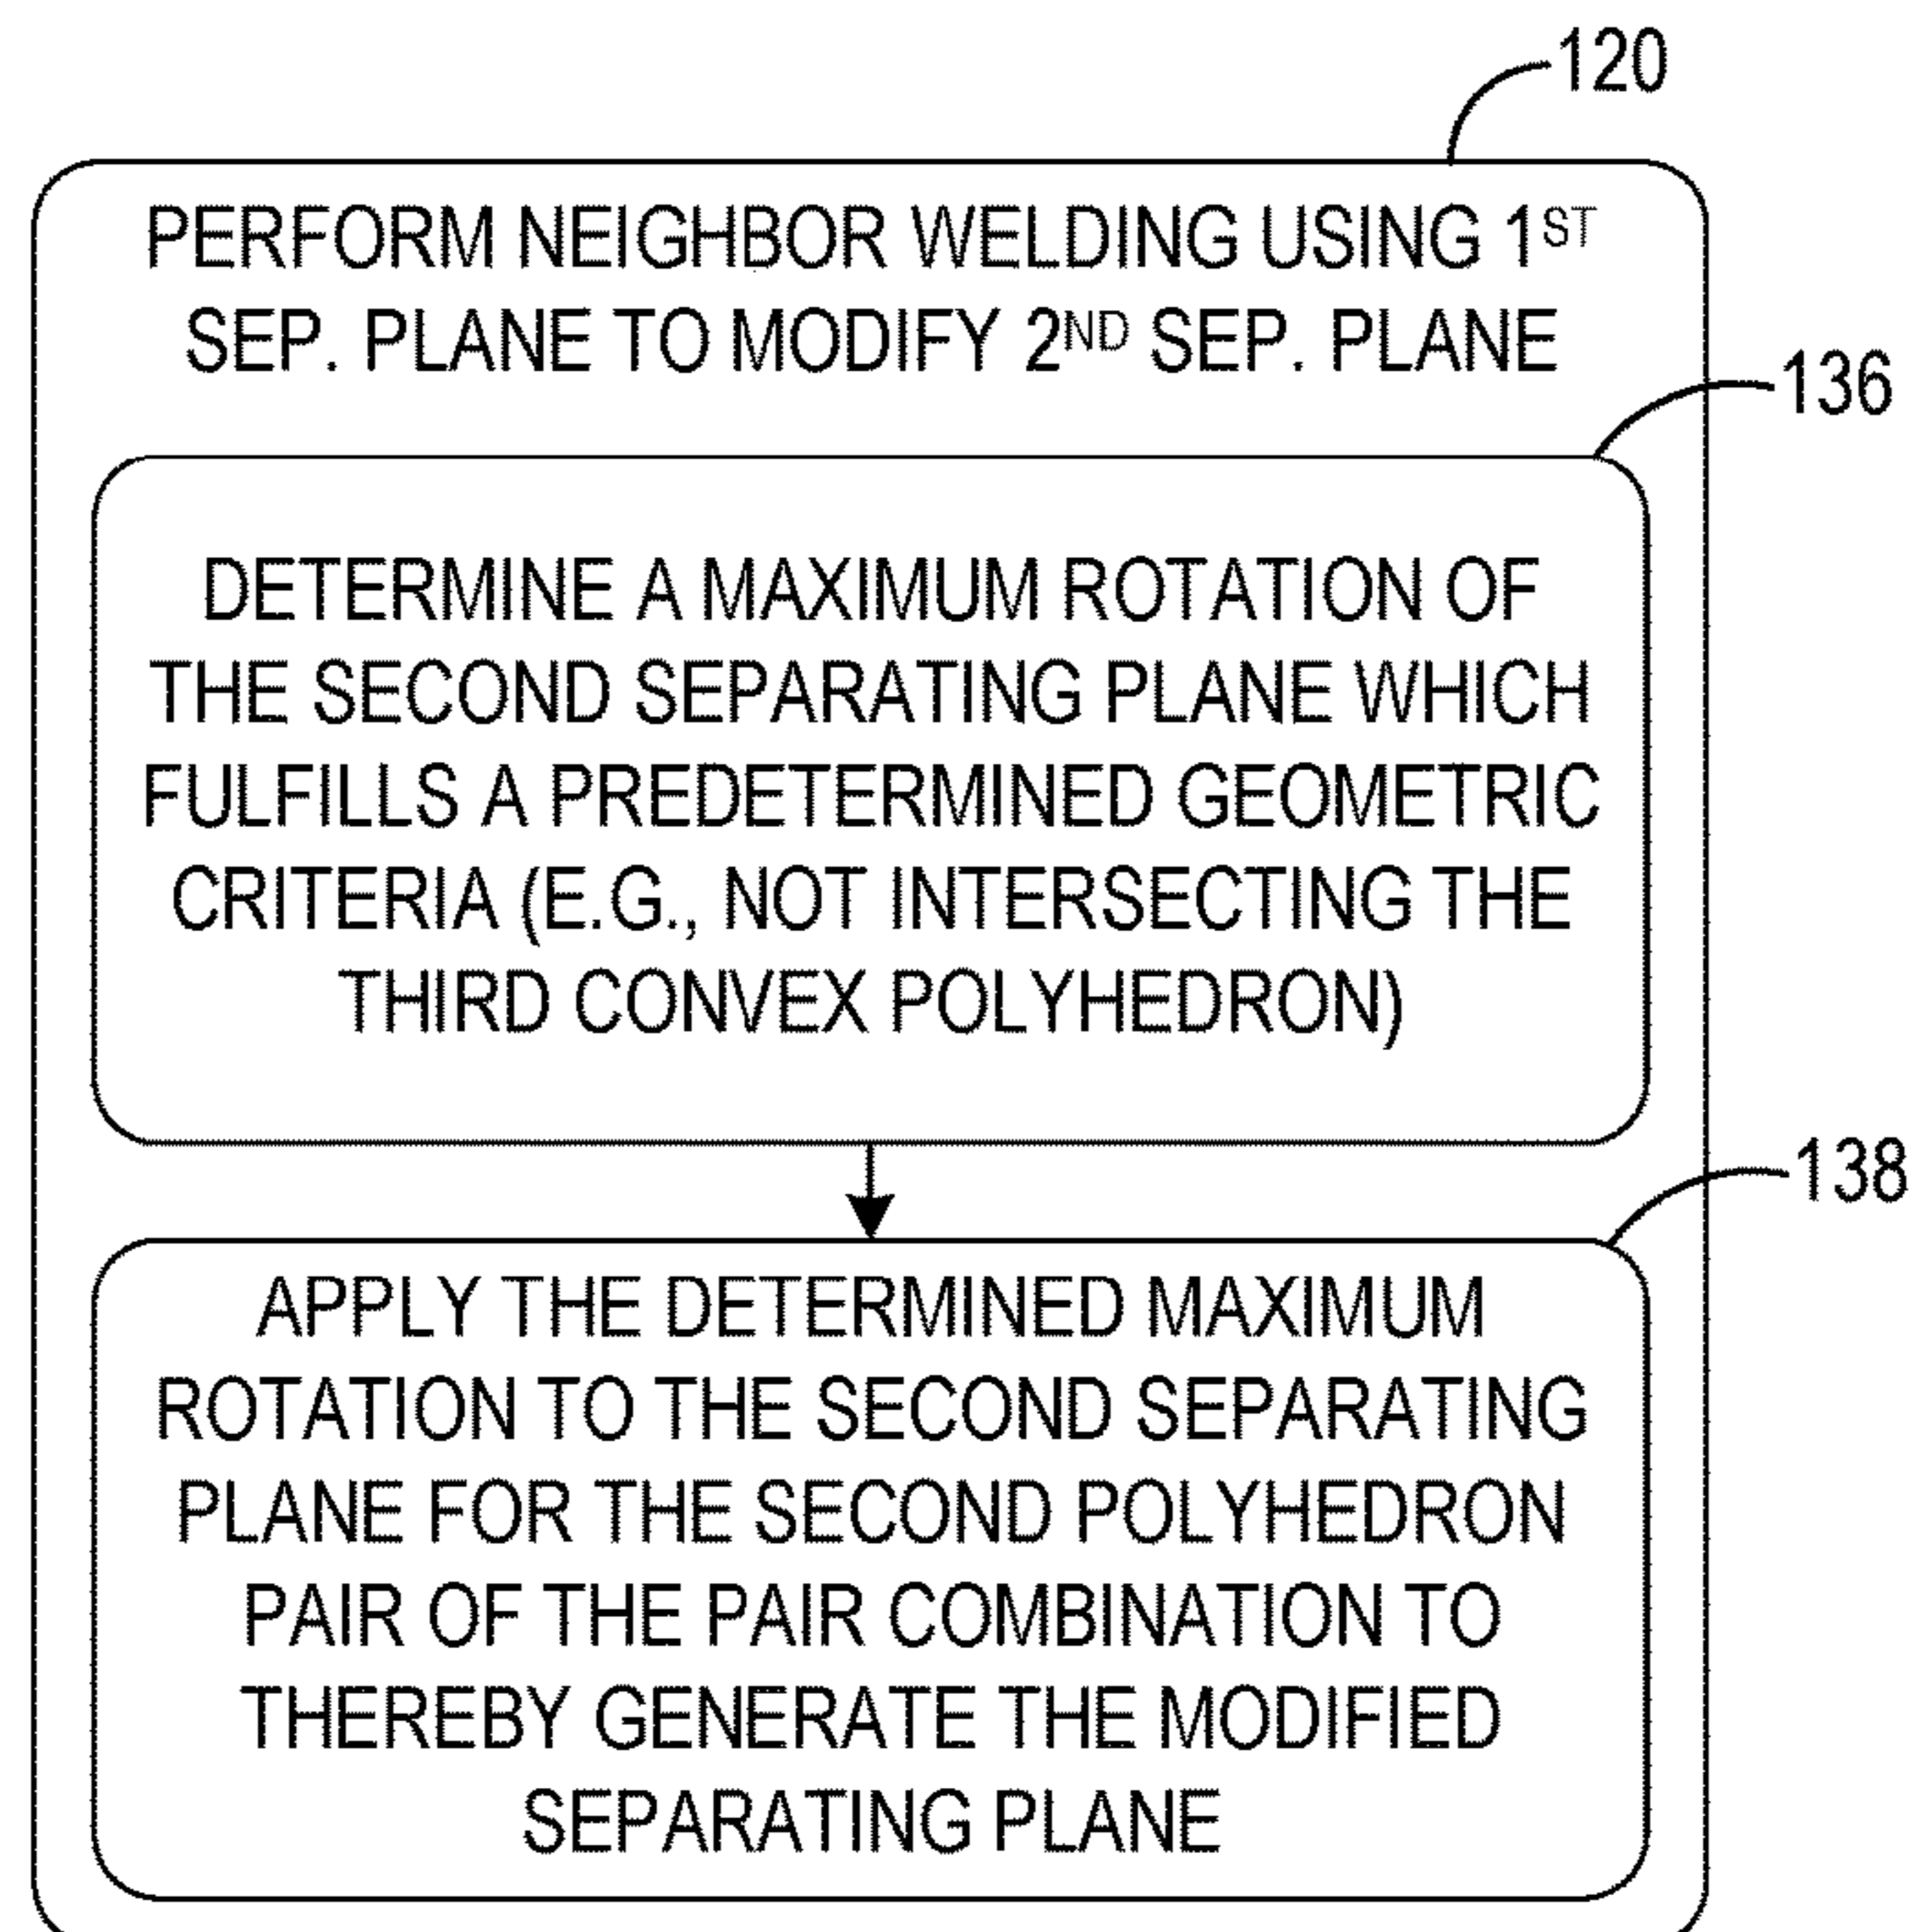 120
PERFORM NEIGHBOR WELDING USING 1ST
SEP. PLANE TO MODIFY 2ND SEP. PLANE
136
DETERMINE A MAXIMUM ROTATION OF
THE SECOND SEPARATING PLANE WHICH
FULFILLS A PREDETERMINED GEOMETRIC
CRITERIA (E.G., NOT INTERSECTING THE
THIRD CONVEX POLYHEDRON)
138
APPLY THE DETERMINED MAXIMUM
ROTATION TO THE SECOND SEPARATING
PLANE FOR THE SECOND POLYHEDRON
PAIR OF THE PAIR COMBINATION TO
THEREBY GENERATE THE MODIFIED
SEPARATING PLANE